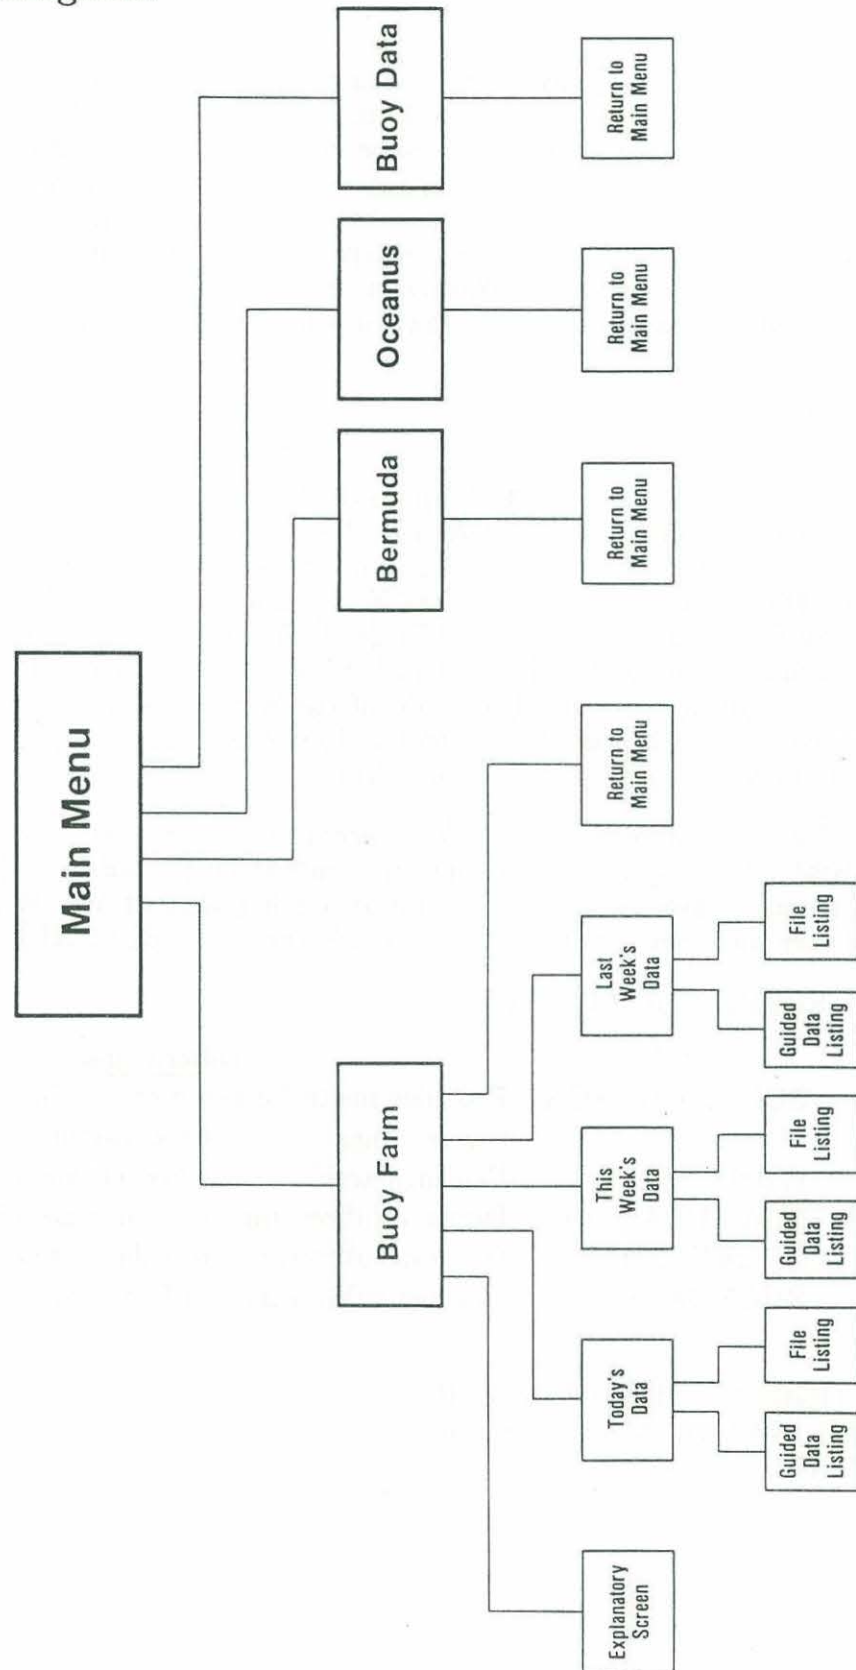 Main Menu
Buoy Farm
Bermuda
Oceanus
Buoy Data
Explanatory
Screen
Today's
Data
This
Week's
Data
Last
Week's
Data
Return to
Main Menu
Return to
Main Menu
Return to
Main Menu
Return to
Main Menu
Guided
Data
Listing
File
Listing
Guided
Data
Listing
File
Listing
Guided
Data
Listing
File
Listing